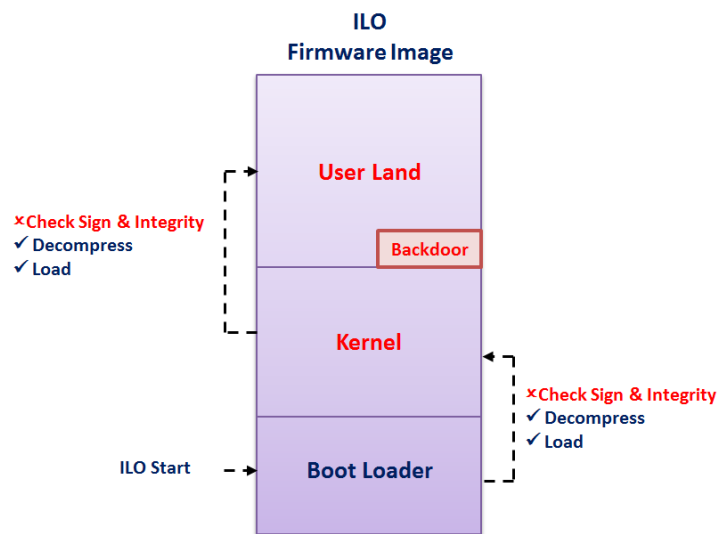 ILO
Firmware Image
User Land
×Check Sign & Integrity
✓ Decompress
✓ Load
Backdoor
Kernel
×Check Sign & Integrity
✓ Decompress
✓ Load
ILO Start
Boot Loader